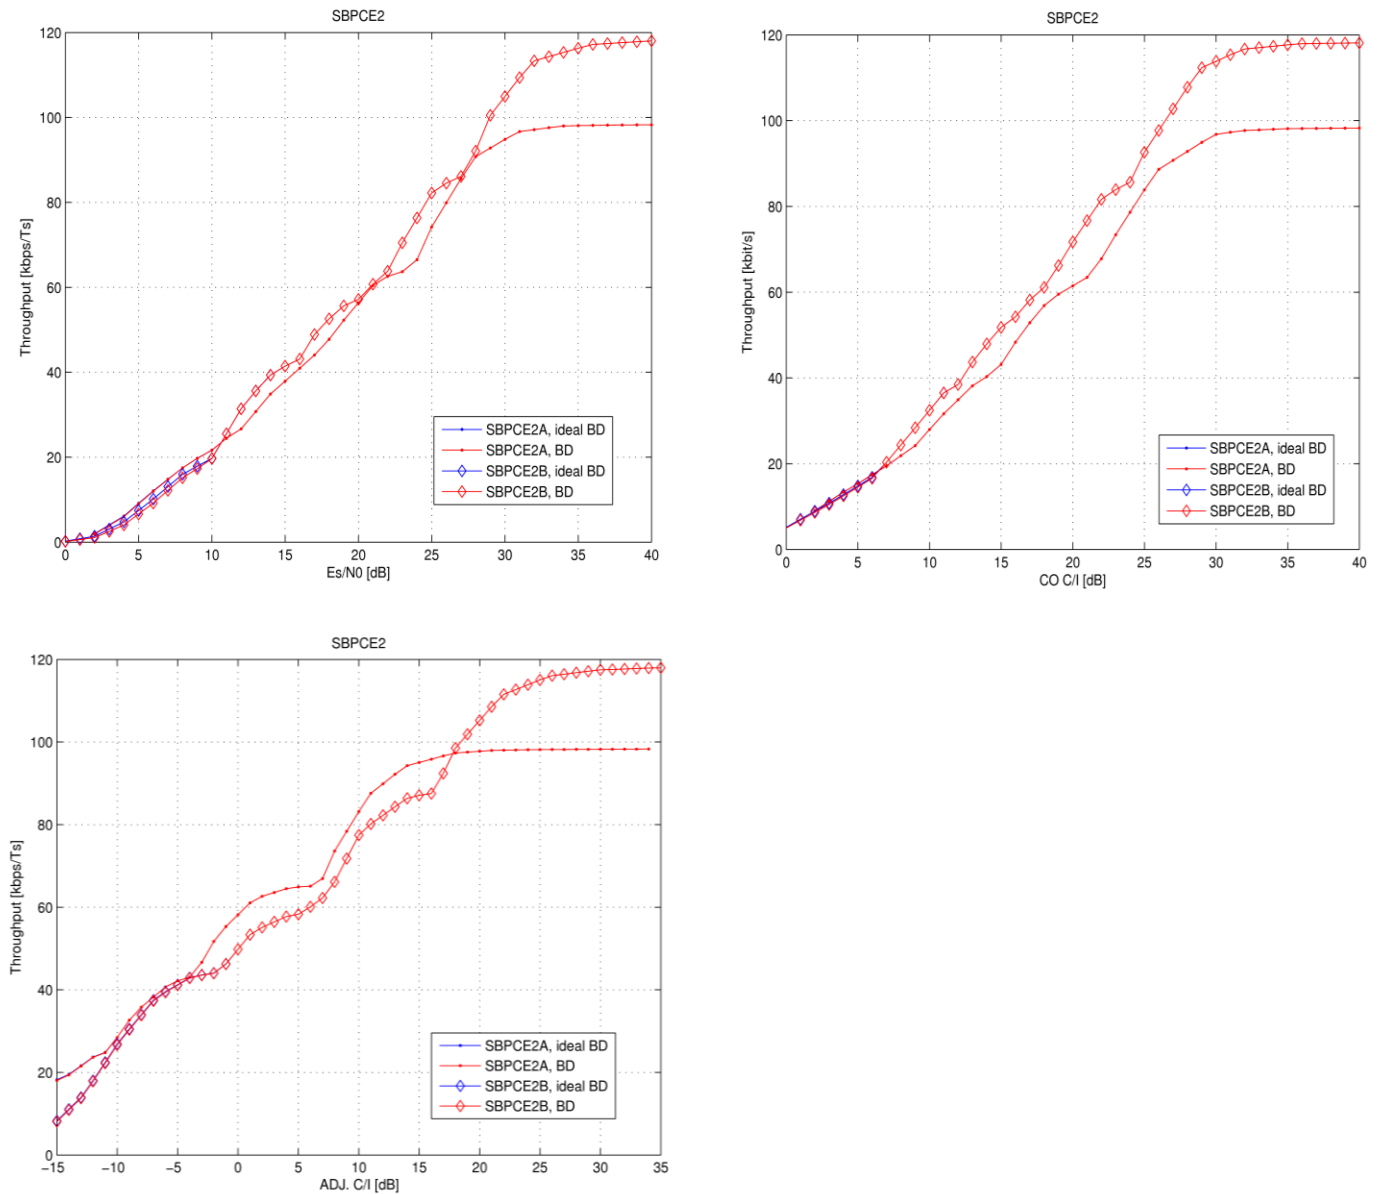 SBPCE2
120
100
80
60
40
20
0
Throughput [kbps/Ts]
SBPCE2A, ideal BD
SBPCE2A, BD
SBPCE2B, ideal BD
SBPCE2B, BD
0 5 10 15 20 25 30 35 40
Es/N0 [dB]
SBPCE2
120
100
80
60
40
20
0
Throughput [kbit/s]
SBPCE2A, ideal BD
SBPCE2A, BD
SBPCE2B, ideal BD
SBPCE2B, BD
0 5 10 15 20 25 30 35 40
CO C/I [dB]
SBPCE2
120
100
80
60
40
20
0
Throughput [kbps/Ts]
SBPCE2A, ideal BD
SBPCE2A, BD
SBPCE2B, ideal BD
SBPCE2B, BD
−15 −10 −5 0 5 10 15 20 25 30 35
ADJ. C/I [dB]